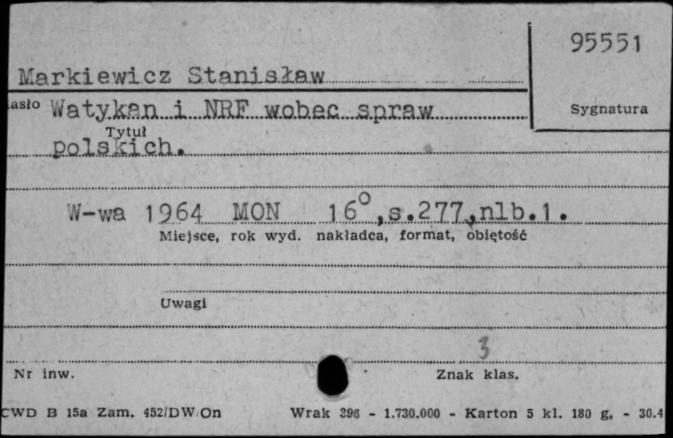 95551
Markiewicz Stanisław
asło Watykan i NRF wobec spraw
Sygnatura
Tytuł
polskich.
W-wa 1964 MON 16°,s.277,nlb.1.
Miejsce, rok wyd. nakładca, format, objętość
Uwagi
3
Nr inw.
Znak klas.
CWD B 15a Zam. 452/DW/On Wrak 396 - 1.730.000 - Karton 5 kl. 180 g. - 30.4